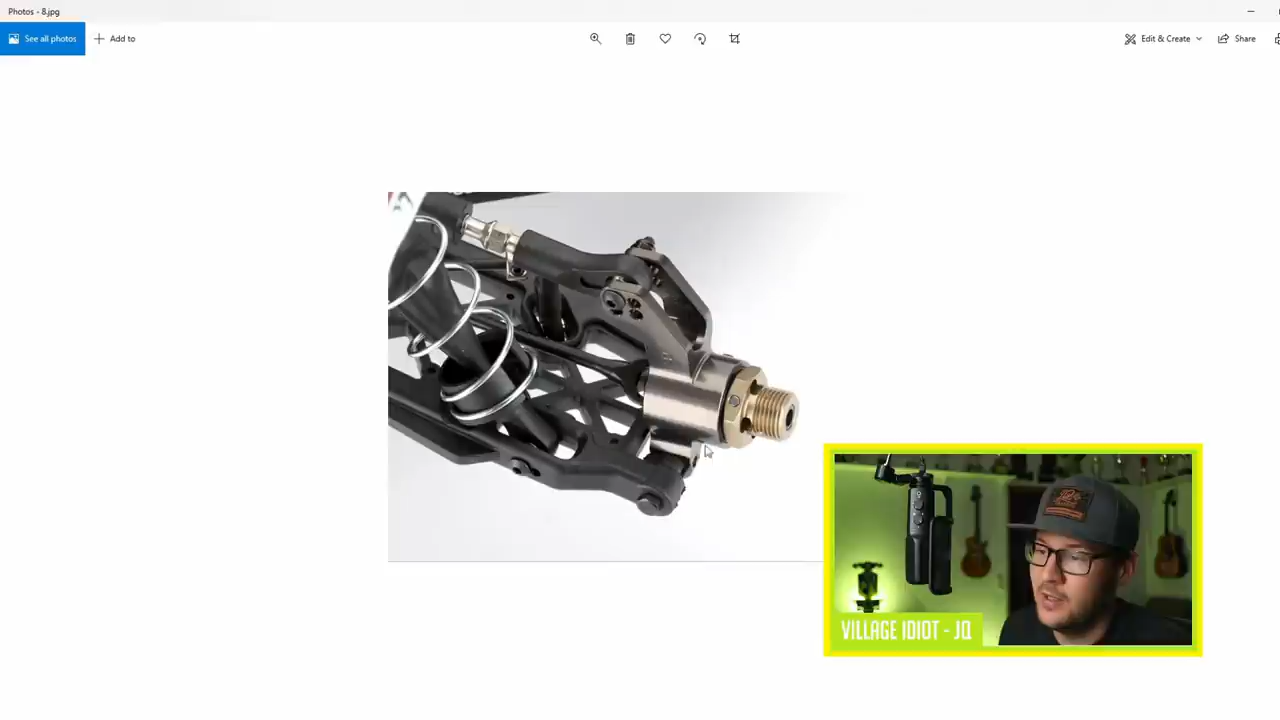 Photos - 8.jpg
See all photos
Add to
Edit & Create
Share
VILLAGE IDIOT - JQ